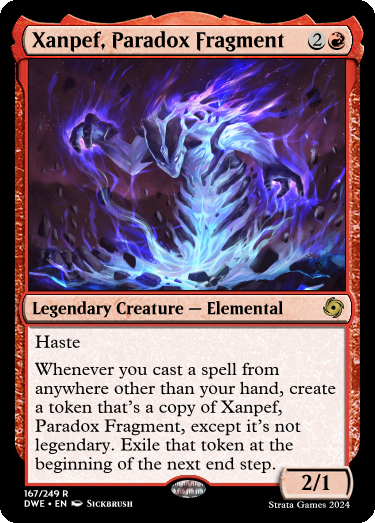 Xanpef, Paradox Fragment 2
Legendary Creature — Elemental
Haste
Whenever you cast a spell from
anywhere other than your hand, create
a token that's a copy of Xanpef,
Paradox Fragment, except it's not
legendary. Exile that token at the
beginning of the next end step.
2/1
167/249 R
DWE • EN Sickbrush
Strata Games 2024